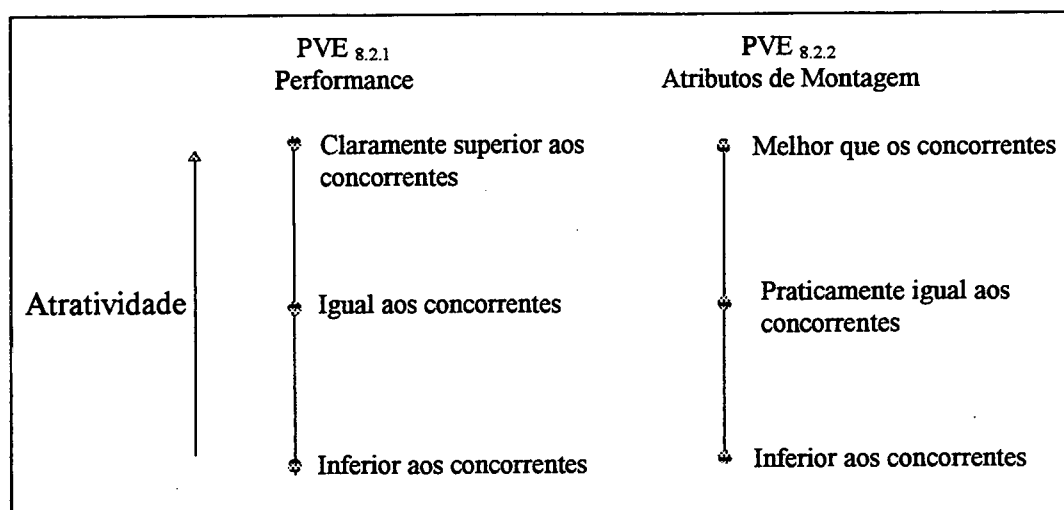 PVE 8.2.1
Performance
PVE 8.2.2
Atributos de Montagem
Atratividade
Claramente superior aos
concorrentes
Igual aos concorrentes
Inferior aos concorrentes
Melhor que os concorrentes
Praticamente igual aos
concorrentes
Inferior aos concorrentes